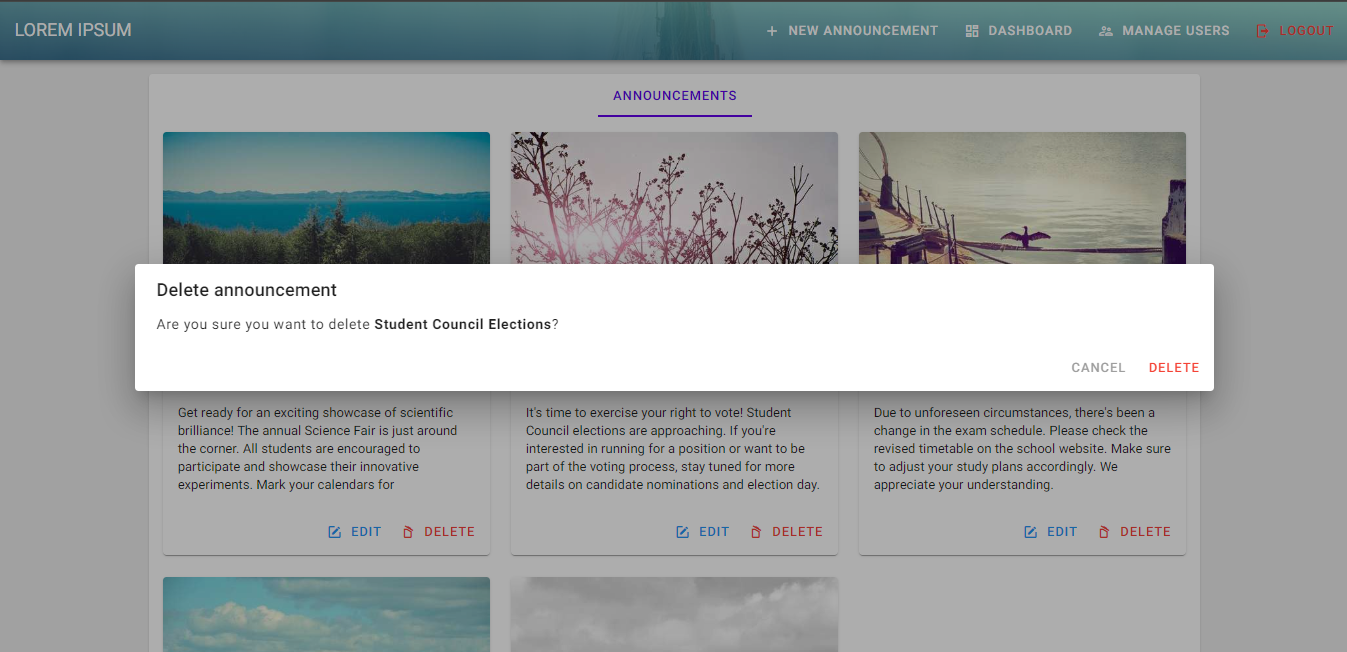 LOREM IPSUM
NEW ANNOUNCEMENT DASHBOARD MANAGE USERS LOGOUT
ANNOUNCEMENTS
Delete announcement
Are you sure you want to delete Student Council Elections?
CANCEL DELETE
Get ready for an exciting showcase of scientific
brilliance! The annual Science Fair is just around
the corner. All students are encouraged to
participate and showcase their innovative
experiments. Mark your calendars for
EDIT DELETE
It's time to exercise your right to vote! Student
Council elections are approaching. If you're
interested in running for a position or want to be
part of the voting process, stay tuned for more
details on candidate nominations and election day.
EDIT DELETE
Due to unforeseen circumstances, there's been a
change in the exam schedule. Please check the
revised timetable on the school website. Make sure
to adjust your study plans accordingly. We
appreciate your understanding.
EDIT DELETE